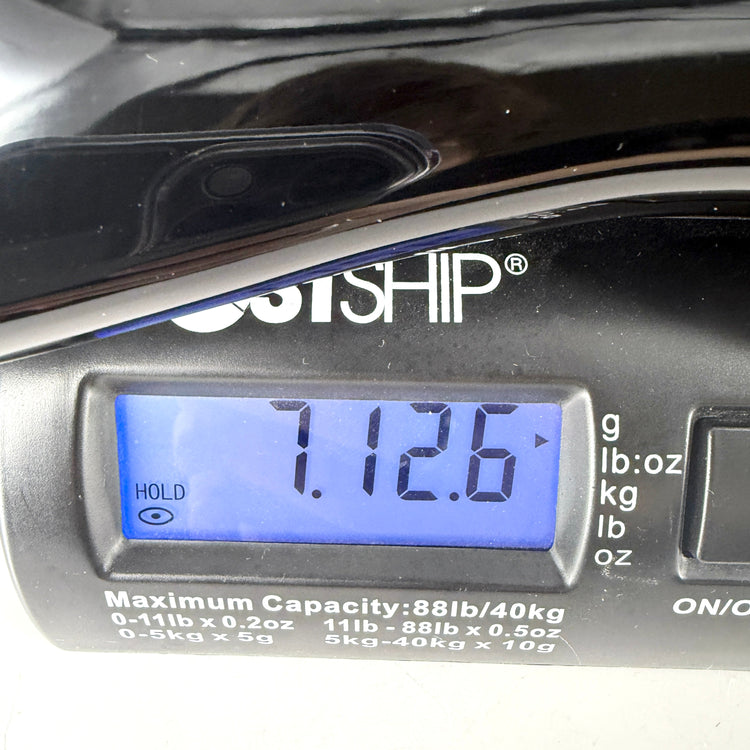 STSHIP®
7.12.6
HOLD
g
lb:oz
kg
lb
oz
Maximum Capacity:88lb/40kg
0-11lb x 0.2oz 11lb - 88lb x 0.5oz
0-5kg x 5g 5kg-40kg x 10g